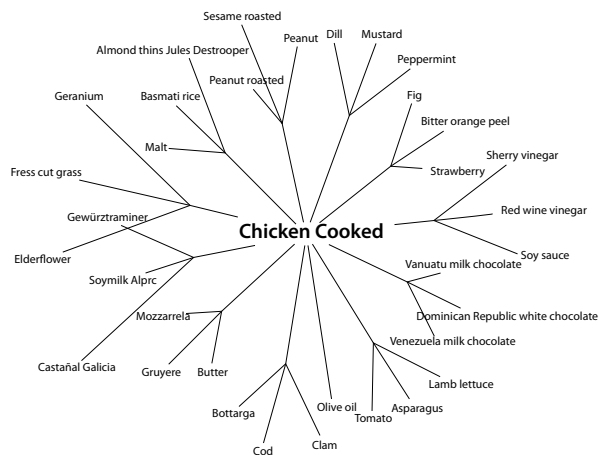 Sesame roasted
Peanut
Dill
Mustard
Almond thins Jules Destrooper
Peppermint
Peanut roasted
Geranium
Basmati rice
Fig
Bitter orange peel
Malt
Sherry vinegar
Fress cut grass
Strawberry
Gewürztraminer
Red wine vinegar
Chicken Cooked
Elderflower
Soy sauce
Vanuatu milk chocolate
Soymilk Alprc
Mozzarrela
Dominican Republic white chocolate
Venezuela milk chocolate
Castañal Galicia
Gruyere
Butter
Lamb lettuce
Bottarga
Olive oil
Asparagus
Tomato
Cod
Clam